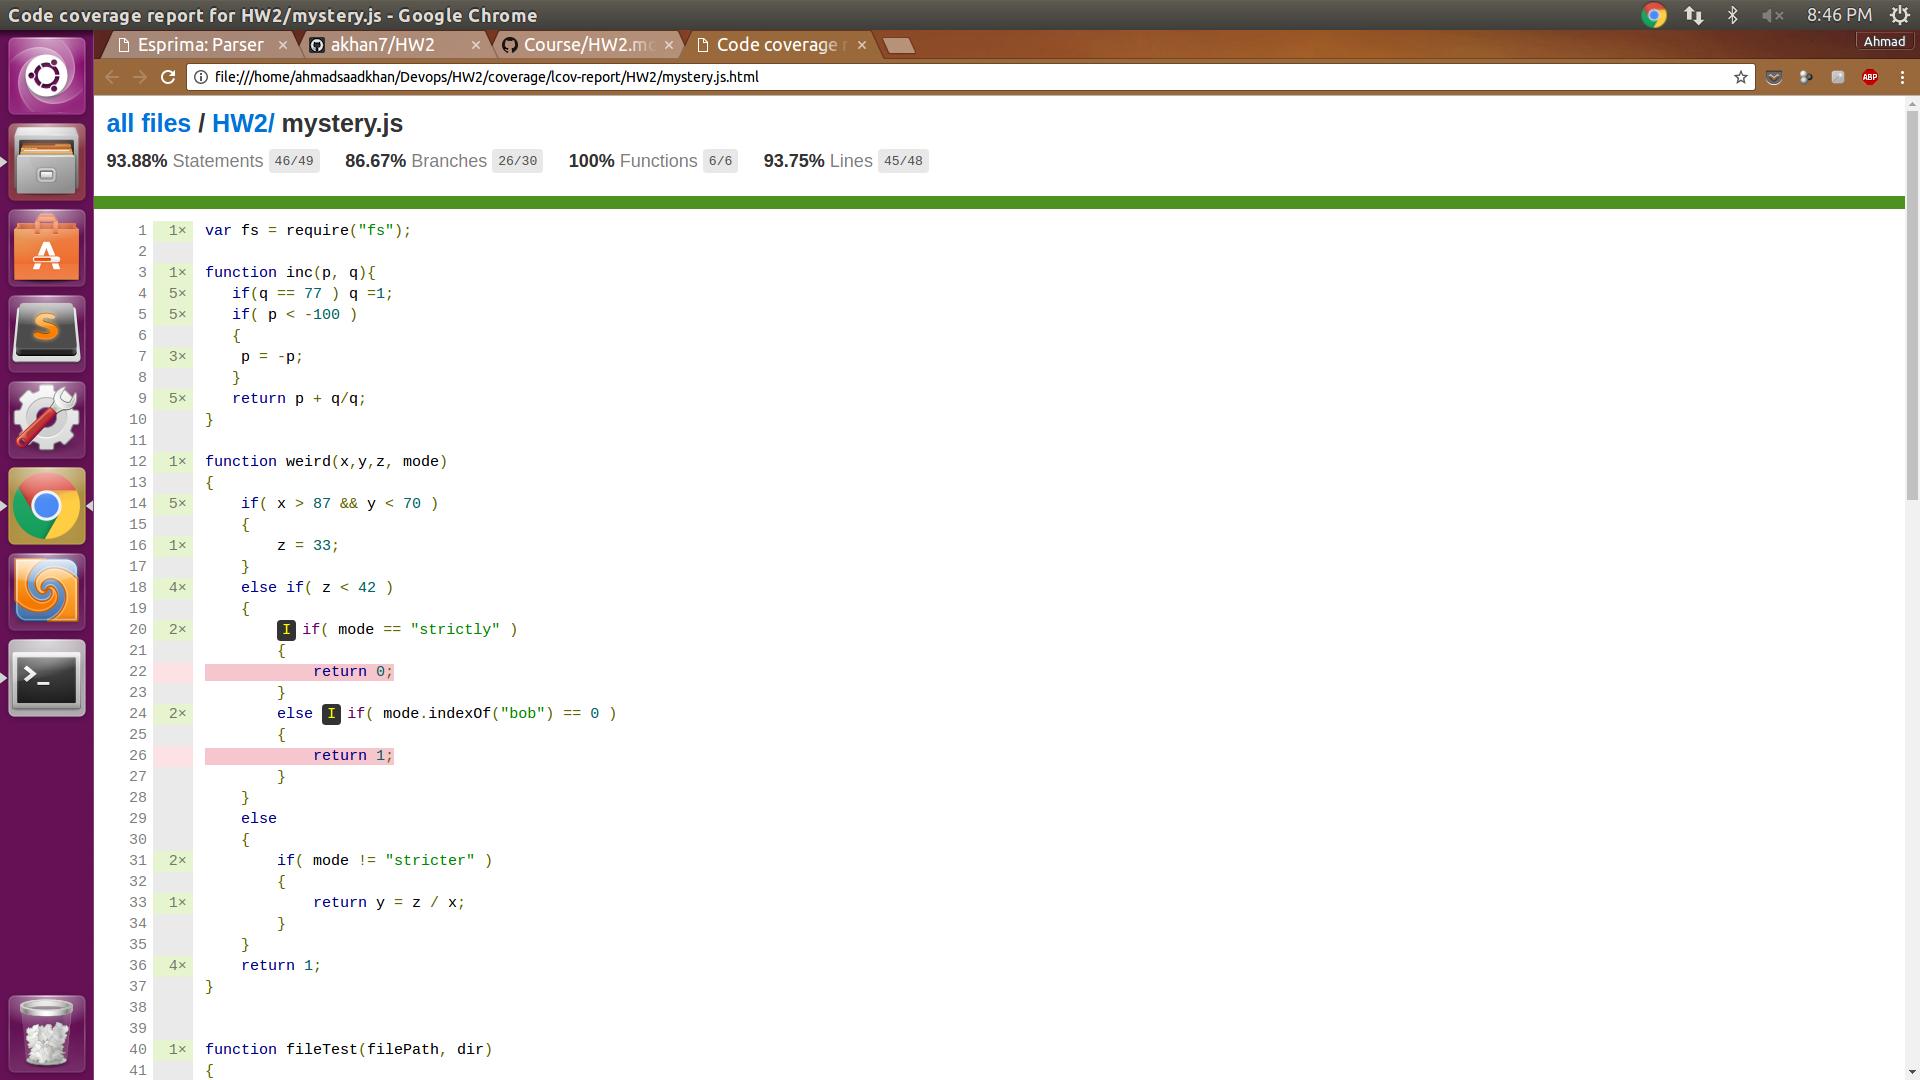 Code coverage report for HW2/mystery.js - Google Chrome
8:46 PM
Esprima: Parser
akhan7/HW2
Course/HW2.m
Code coverage
Ahmad
file:///home/ahmadsaadkhan/Devops/HW2/coverage/lcov-report/HW2/mystery.js.html
ABP
all files / HW2/ mystery.js
93.88% Statements 46/49 86.67% Branches 26/30 100% Functions 6/6 93.75% Lines 45/48
1 1× var fs = require("fs");
2
3 1× function inc(p, q){
4 5× if(q == 77 ) q =1;
5 5× if( p < -100 )
6 {
7 3× p = -p;
8 }
9 5× return p + q/q;
10 }
11
12 1× function weird(x,y,z, mode)
13 {
14 5× if( x > 87 && y < 70 )
15 {
16 1× z = 33;
17 }
18 4× else if( z < 42 )
19 {
20 2× I if( mode == "strictly" )
21 {
22 return 0;
23 }
24 2× else I if( mode.indexOf("bob") == 0 )
25 {
26 return 1;
27 }
28 }
29 else
30 {
31 2× if( mode != "stricter" )
32 {
33 1× return y = z / x;
34 }
35 }
36 4× return 1;
37 }
38
39
40 1× function fileTest(filePath, dir)
41 {